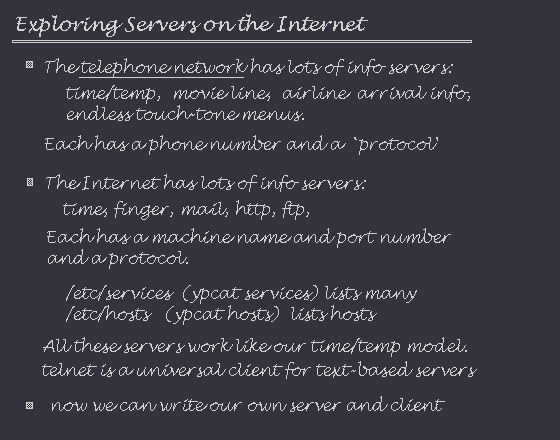 Exploring Servers on the Internet
The telephone network has lots of info servers:
time/temp, movie line, airline arrival info,
endless touch-tone menus.
Each has a phone number and a `protocol'
The Internet has lots of info servers:
time, finger, mail, http, ftp,
Each has a machine name and port number
and a protocol.
/etc/services (ypcat services) lists many
/etc/hosts (ypcat hosts) lists hosts
All these servers work like our time/temp model.
telnet is a universal client for text-based servers
now we can write our own server and client